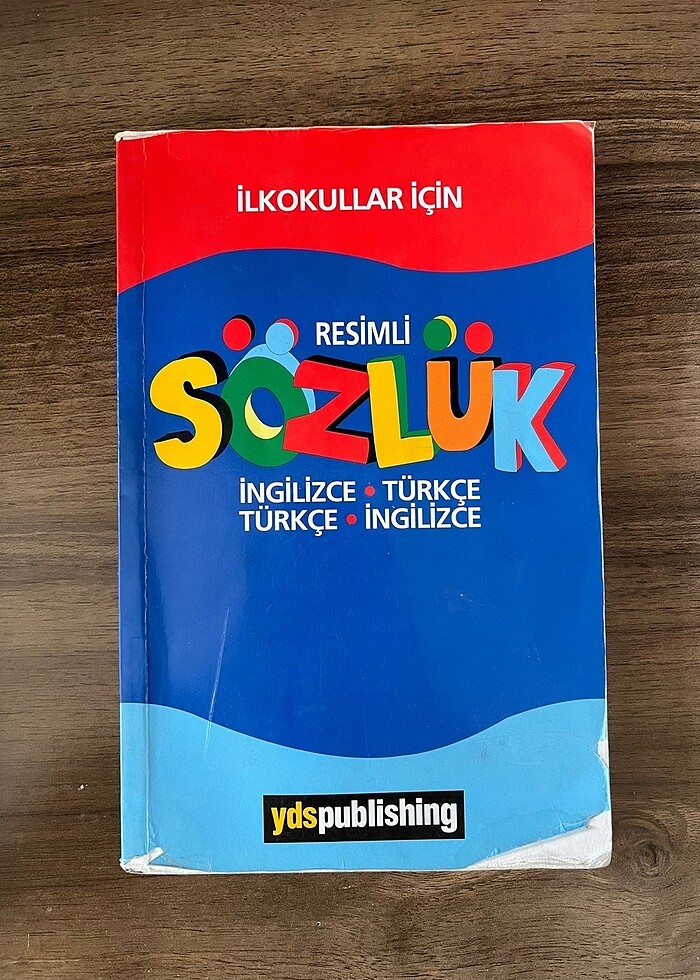 İLKOKULLAR İÇİN
RESİMLİ
SÖZLÜK
İNGİLİZCE • TÜRKÇE
TÜRKÇE • İNGİLİZCE
ydspublishing